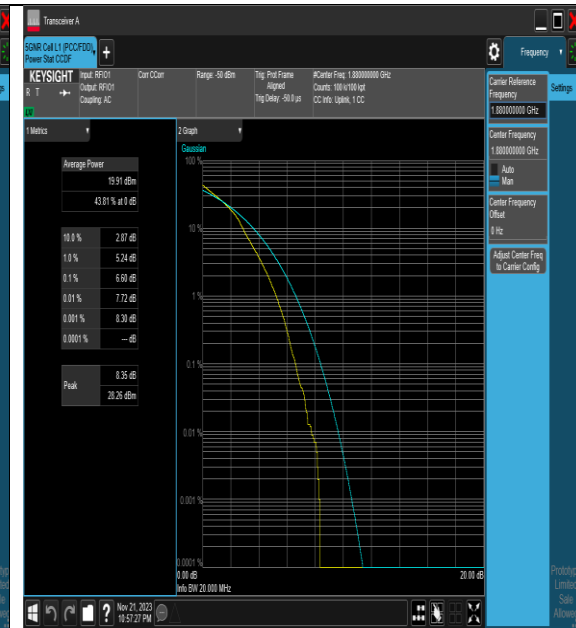 Transceiver A
5GNR Cell L1 (PCC/FDD),
Power Stat CCDF
Frequency
KEYSIGHT
R T
LV
Input: RFIO1
Output: RFIO1
Coupling: AC
Corr CCorr
Range: -50 dBm
Trig: Prot Frame
Aligned
Trig Delay: -50.0 µs
#Center Freq: 1.880000000 GHz
Counts: 100 k/100 kpt
CC Info: Uplink, 1 CC
Carrier Reference
Frequency
1.880000000 GHz
Settings
Center Frequency
1.880000000 GHz
Auto
Man
Center Frequency
Offset
0 Hz
Adjust Center Freq
to Carrier Config
1 Metrics
Average Power
19.91 dBm
43.81 % at 0 dB
10.0 % 2.87 dB
1.0 % 5.24 dB
0.1 % 6.60 dB
0.01 % 7.72 dB
0.001 % 8.30 dB
0.0001 % --- dB
Peak
8.35 dB
28.26 dBm
2 Graph
Gaussian
100 %
10 %
1 %
0.1 %
0.01 %
0.001 %
0.0001 %
0.00 dB
20.00 dB
Info BW 20.000 MHz
Nov 21, 2023
10:57:27 PM